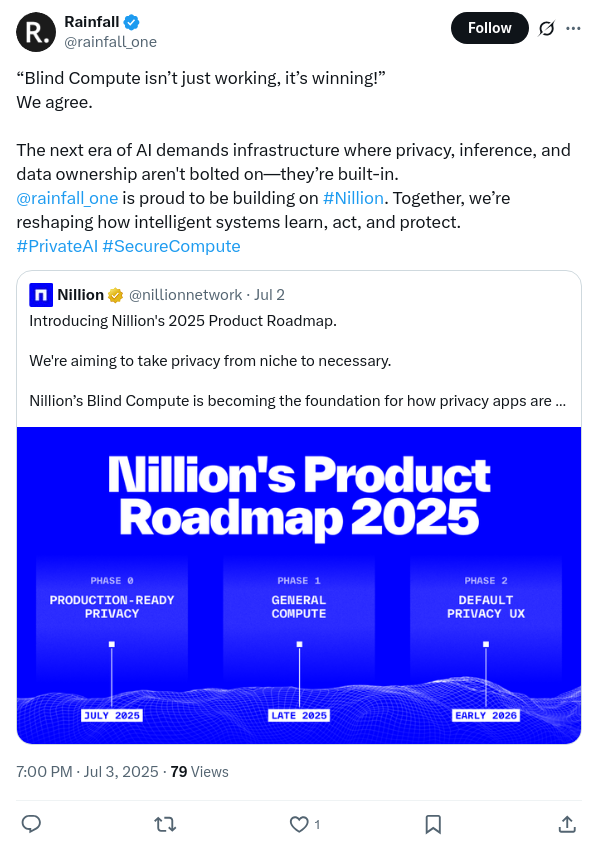 Rainfall
@rainfall_one
Follow
“Blind Compute isn’t just working, it’s winning!”
We agree.
The next era of AI demands infrastructure where privacy, inference, and
data ownership aren't bolted on—they’re built-in.
@rainfall_one is proud to be building on #Nillion. Together, we’re
reshaping how intelligent systems learn, act, and protect.
#PrivateAI #SecureCompute
Nillion @nillionnetwork · Jul 2
Introducing Nillion's 2025 Product Roadmap.
We're aiming to take privacy from niche to necessary.
Nillion’s Blind Compute is becoming the foundation for how privacy apps are ...
Nillion's Product
Roadmap 2025
PHASE 0
PRODUCTION-READY
PRIVACY
JULY 2025
PHASE 1
GENERAL
COMPUTE
LATE 2025
PHASE 2
DEFAULT
PRIVACY UX
EARLY 2026
7:00 PM · Jul 3, 2025 · 79 Views
1